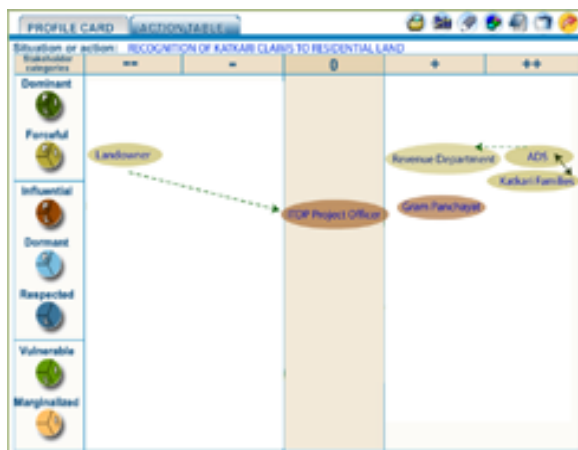 PROFILE CARD
ACTION TABLE
Situation or action: RECOGNITION OF KATKARI CLAIMS TO RESIDENTIAL LAND
Stakeholder categories
-- - 0 + ++
Dominant
Forceful
Landowner
Revenue Department
ADS
Katkari Families
Influential
ITDP Project Officer
Gram Panchayat
Dormant
Respected
Vulnerable
Marginalized